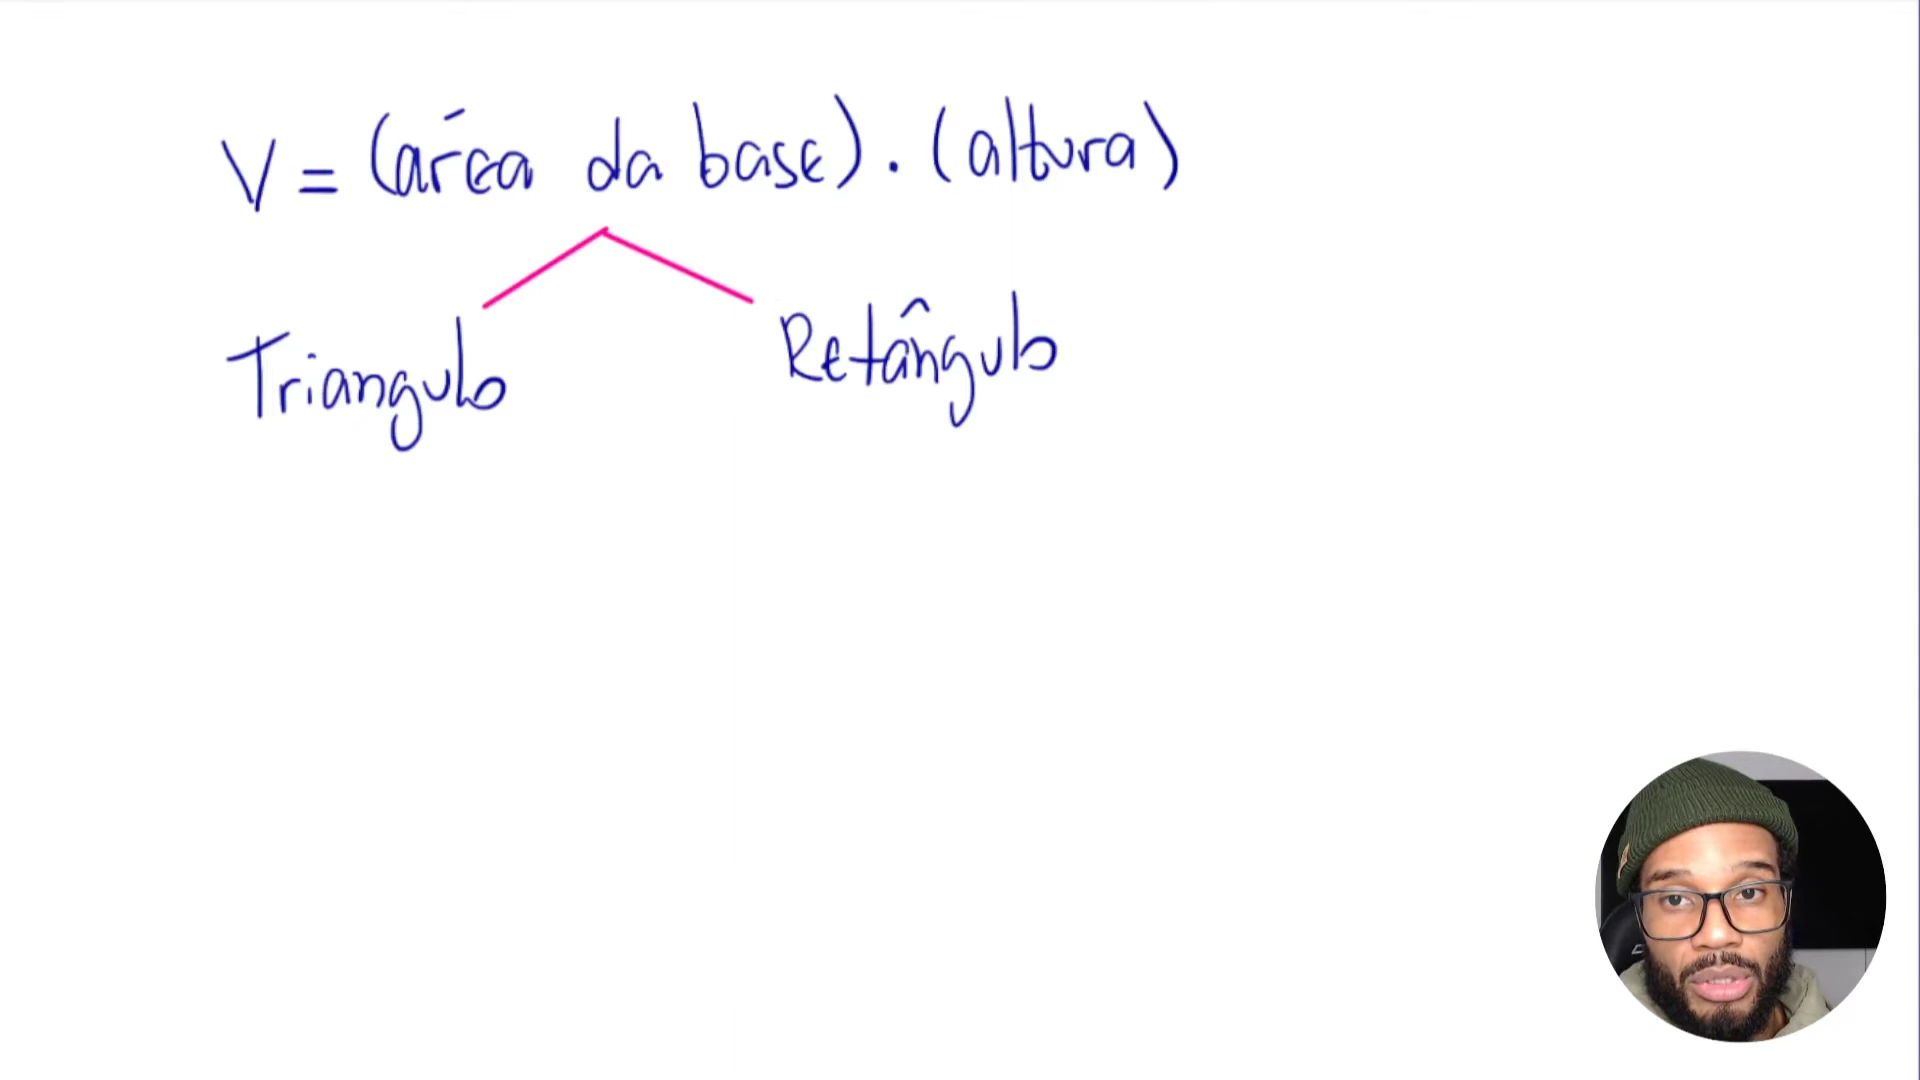 V = (área da base) . (altura)
Triangulo
Retângulo